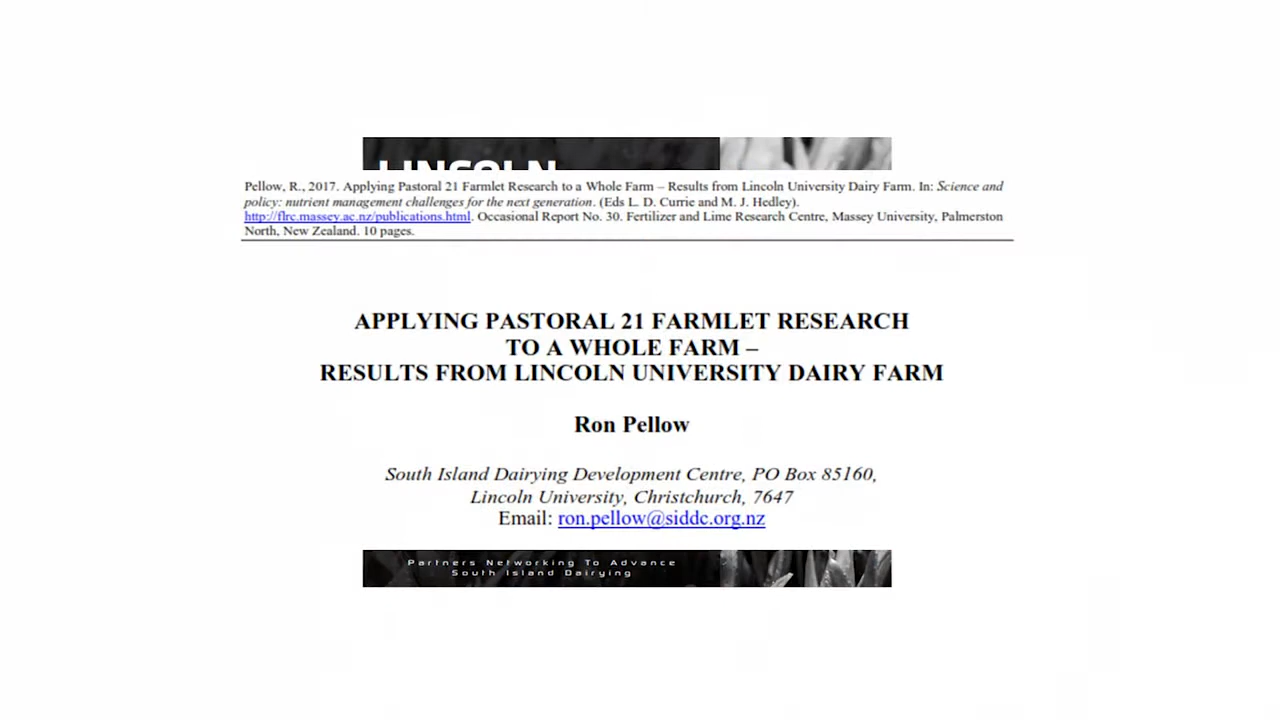 LINCOLN
Pellow, R., 2017. Applying Pastoral 21 Farmlet Research to a Whole Farm – Results from Lincoln University Dairy Farm. In: Science and
policy: nutrient management challenges for the next generation. (Eds L. D. Currie and M. J. Hedley).
http://flrc.massey.ac.nz/publications.html. Occasional Report No. 30. Fertilizer and Lime Research Centre, Massey University, Palmerston
North, New Zealand. 10 pages.
APPLYING PASTORAL 21 FARMLET RESEARCH
TO A WHOLE FARM –
RESULTS FROM LINCOLN UNIVERSITY DAIRY FARM
Ron Pellow
South Island Dairying Development Centre, PO Box 85160,
Lincoln University, Christchurch, 7647
Email: ron.pellow@siddc.org.nz
Partners Networking To Advance
South Island Dairying